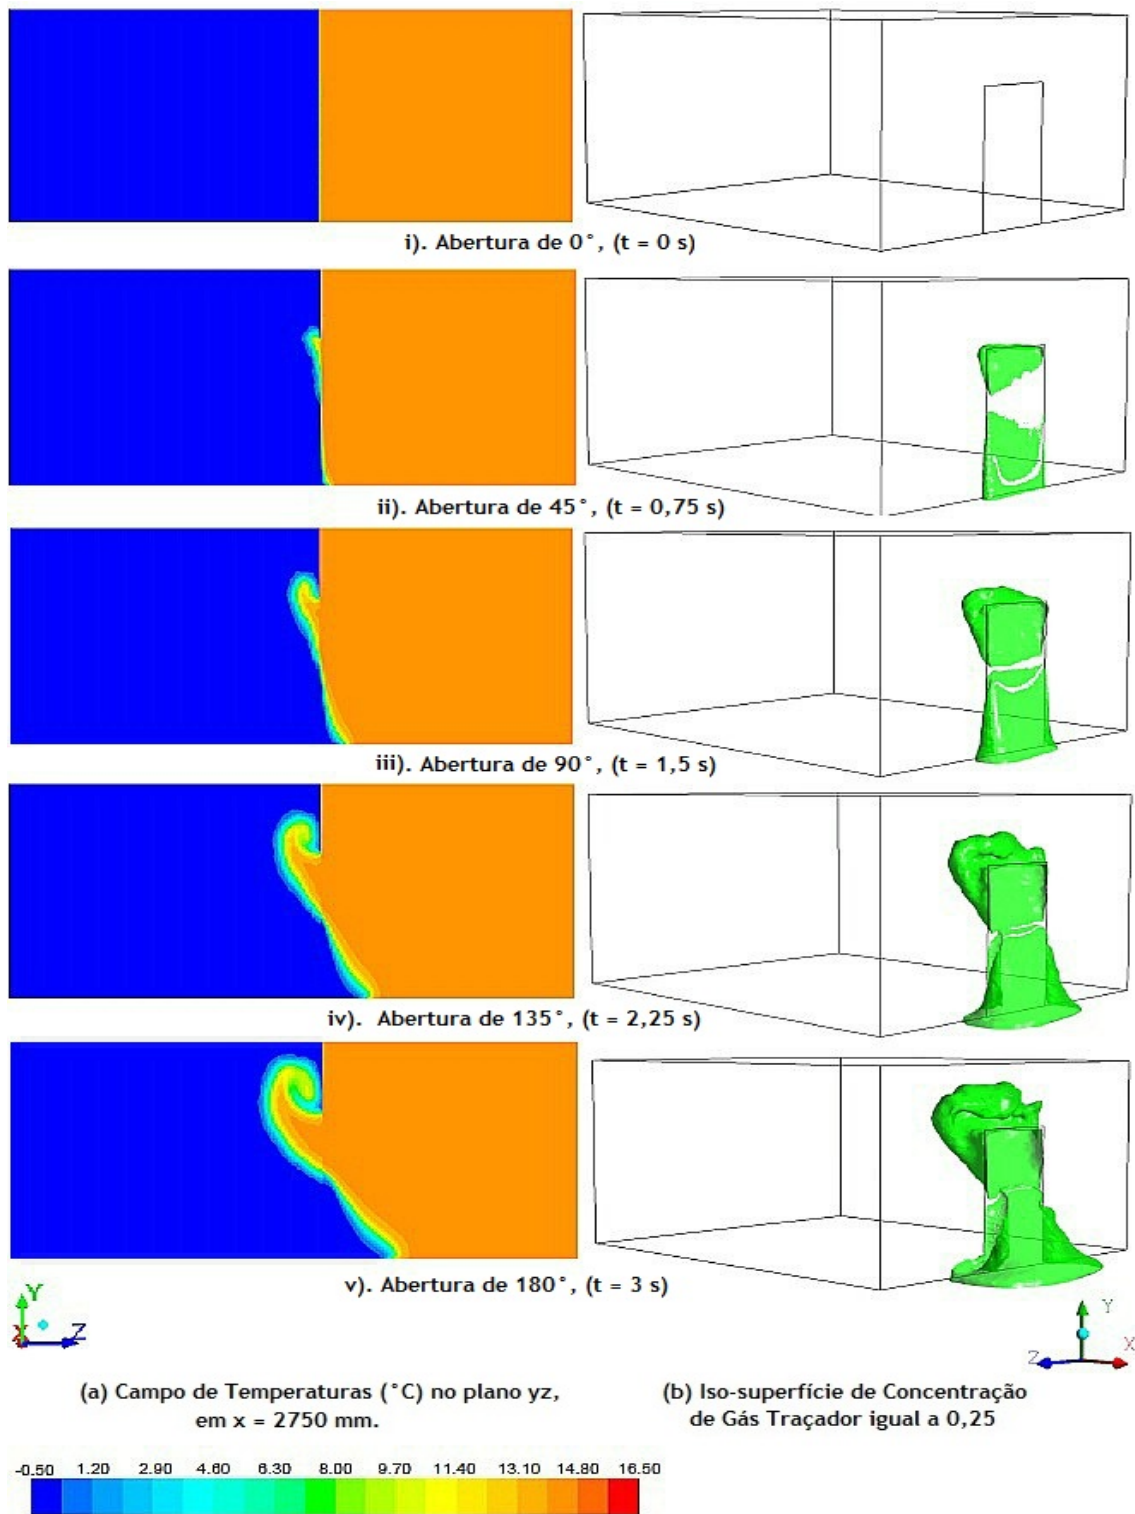 i). Abertura de 0°, (t = 0 s)
ii). Abertura de 45°, (t = 0,75 s)
iii). Abertura de 90°, (t = 1,5 s)
iv). Abertura de 135°, (t = 2,25 s)
v). Abertura de 180°, (t = 3 s)
Y
X Z
Y
Z X
(a) Campo de Temperaturas (°C) no plano yz,
em x = 2750 mm.
(b) Iso-superfície de Concentração
de Gás Traçador igual a 0,25
-0.50 1.20 2.90 4.60 6.30 8.00 9.70 11.40 13.10 14.80 16.50